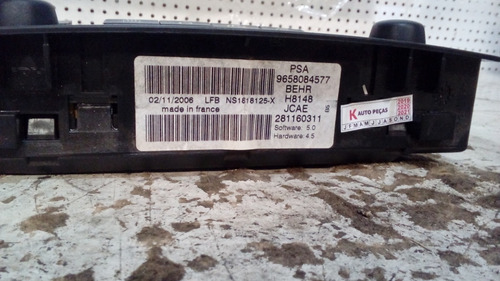 PSA
9658084577
BEHR
02/11/2006 LFB NS1818125-X H8148
made in france JCAE
281160311
Software 5.0
Hardware 4.5
K AUTO PEÇAS
J F M A M J J A S O N D